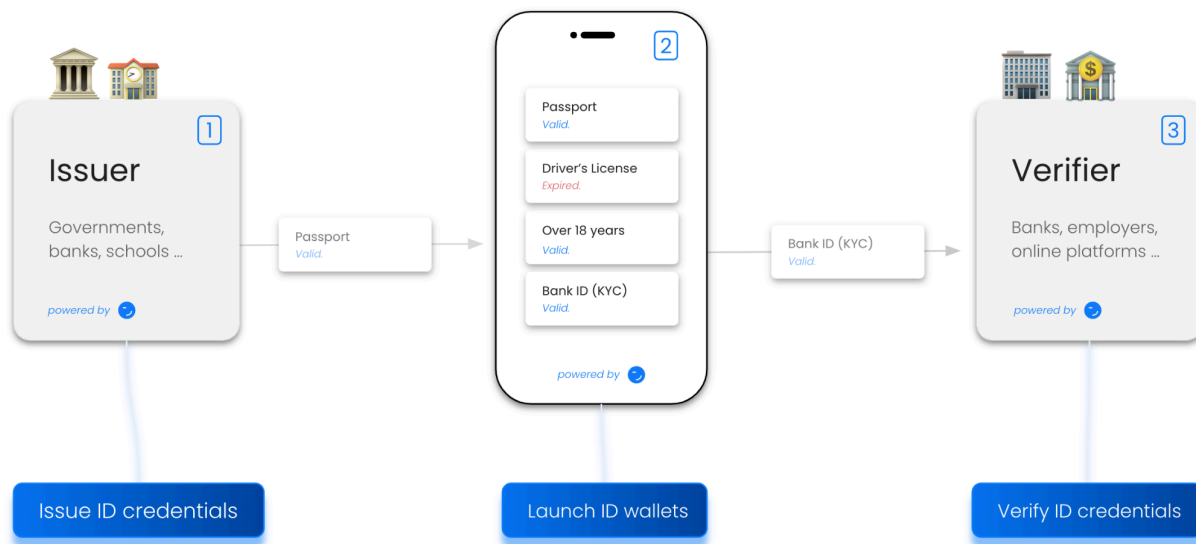 1
Issuer
Governments,
banks, schools ...
powered by
Passport
Valid.
2
Passport
Valid.
Driver's License
Expired.
Over 18 years
Valid.
Bank ID (KYC)
Valid.
powered by
Bank ID (KYC)
Valid.
3
Verifier
Banks, employers,
online platforms ...
powered by
Issue ID credentials
Launch ID wallets
Verify ID credentials